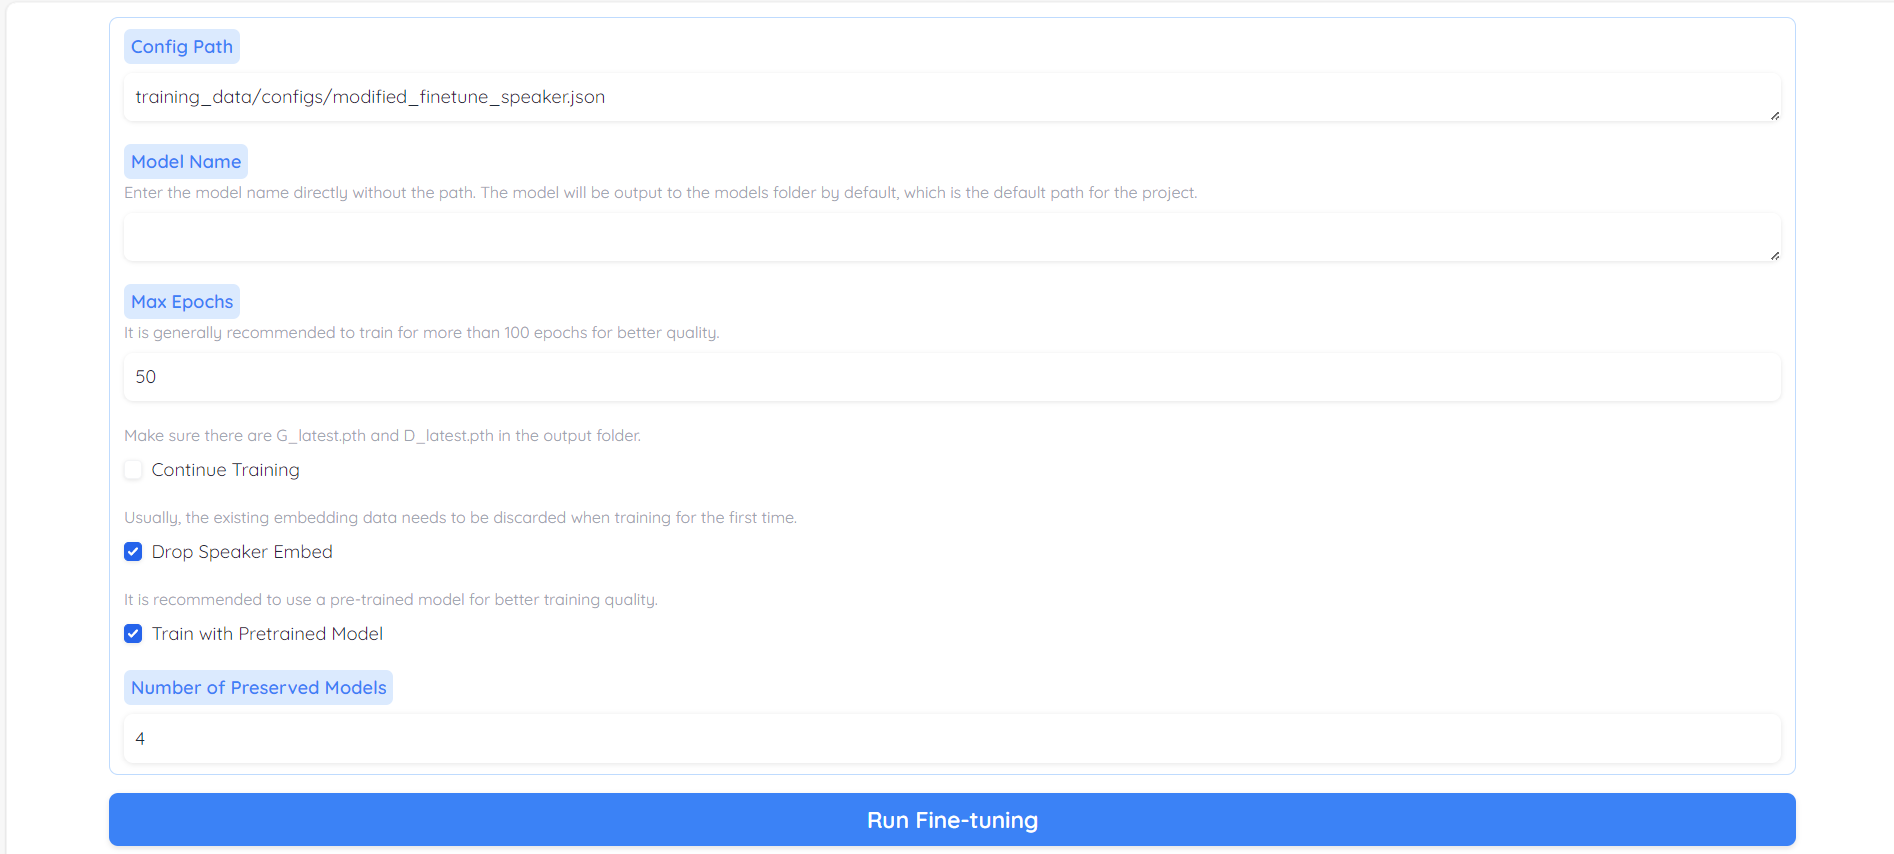 Config Path
training_data/configs/modified_finetune_speaker.json
Model Name
Enter the model name directly without the path. The model will be output to the models folder by default, which is the default path for the project.
Max Epochs
It is generally recommended to train for more than 100 epochs for better quality.
50
Make sure there are G_latest.pth and D_latest.pth in the output folder.
Continue Training
Usually, the existing embedding data needs to be discarded when training for the first time.
Drop Speaker Embed
It is recommended to use a pre-trained model for better training quality.
Train with Pretrained Model
Number of Preserved Models
4
Run Fine-tuning